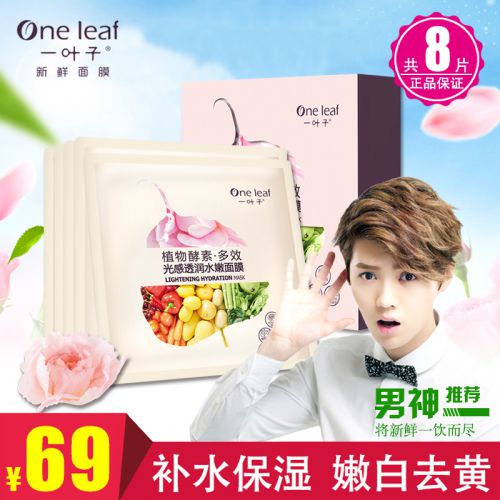 One leaf
一叶子®
新鲜面膜
共8片
正品保证
One leaf
一叶子®
One leaf
一叶子®
植物酵素·多效
光感透润水嫩面膜
LIGHTENING HYDRATION MASK
男神推荐
将新鲜一饮而尽
¥69
补水保湿 嫩白去黄